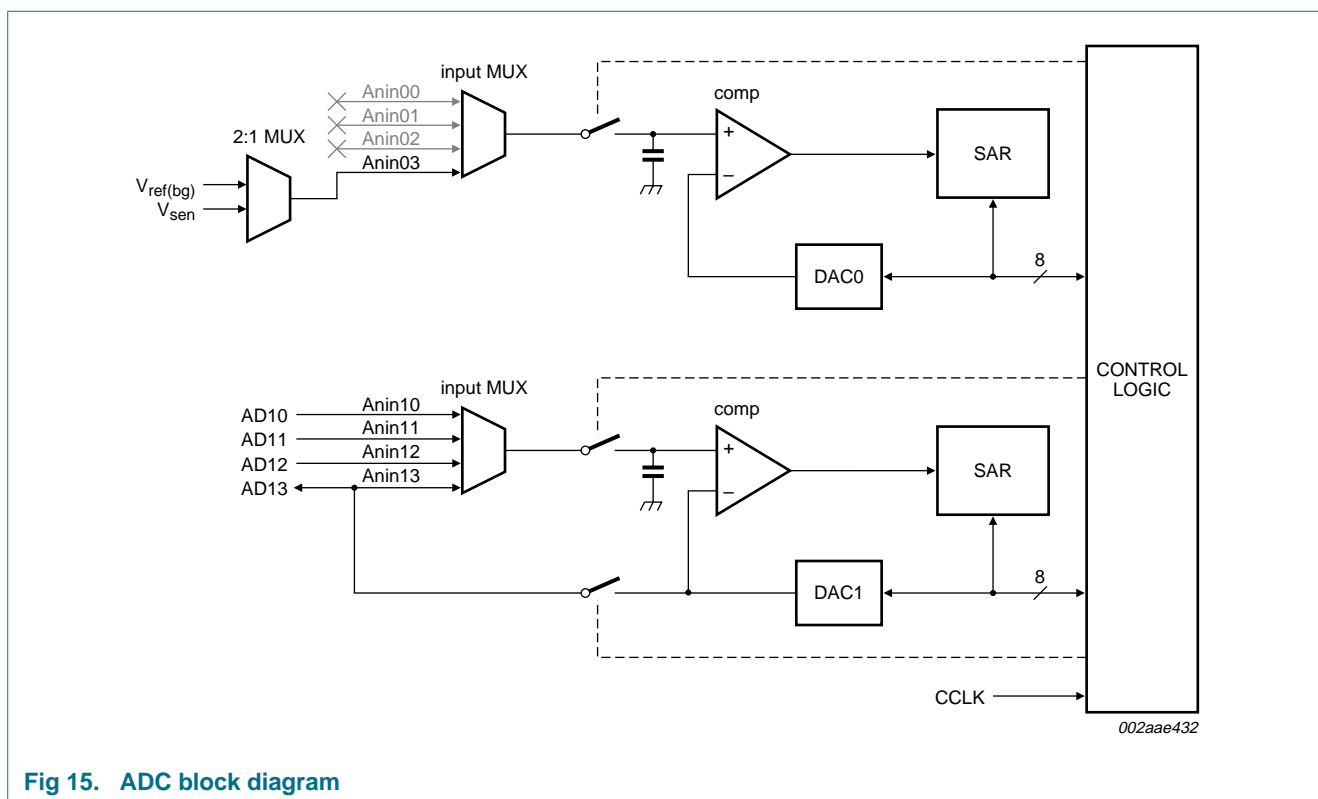 input MUX
Anin00
Anin01
Anin02
Anin03
2:1 MUX
Vref(bg)
Vsen
comp
+
–
SAR
DAC0
8
CONTROL
LOGIC
input MUX
AD10
Anin10
AD11
Anin11
AD12
Anin12
AD13
Anin13
comp
+
–
SAR
DAC1
8
CCLK
002aae432
Fig 15. ADC block diagram